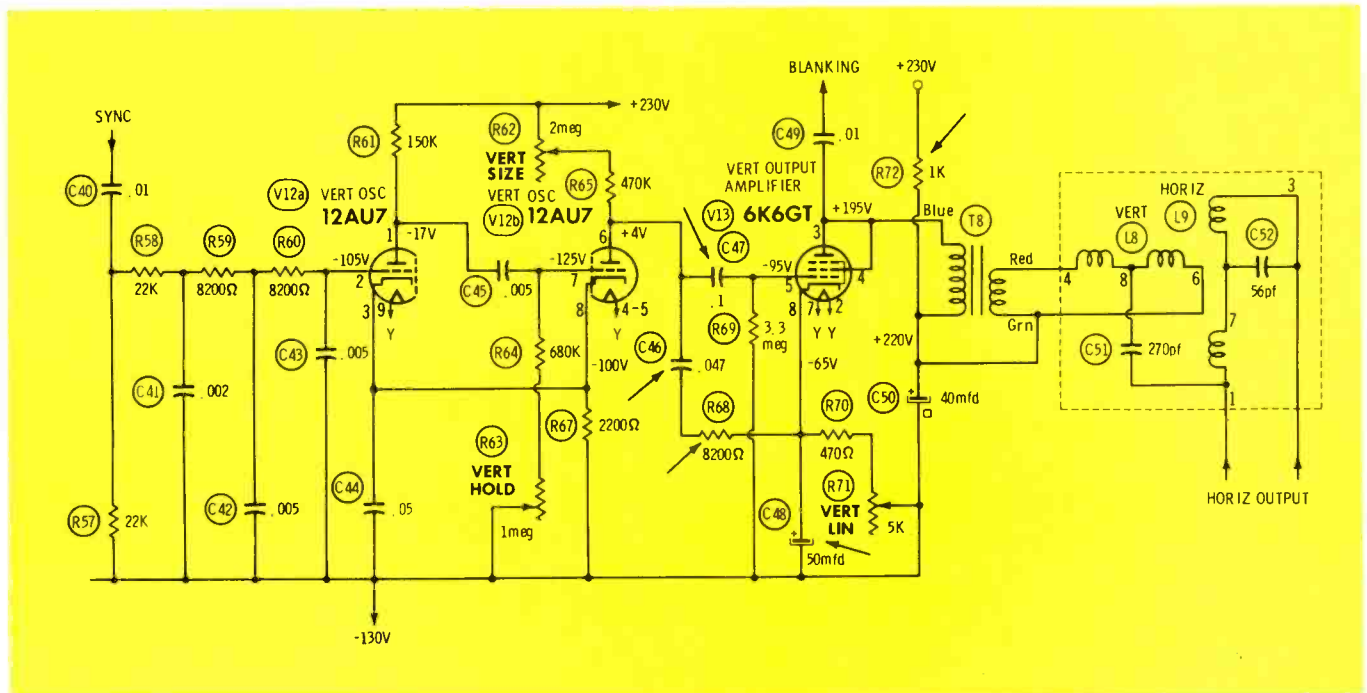 SYNC
C40
.01
R58
22K
R59
8200Ω
R60
8200Ω
R57
22K
C41
.002
C42
.005
C43
.005
C44
.05
-130V
R61
150K
V12a
VERT OSC
12AU7
1
-17V
-105V
2
3
9
Y
C45
.005
R62
2meg
VERT
SIZE
+230V
R65
470K
VERT OSC
V12b
12AU7
6
+4V
-125V
7
8
4-5
Y
-100V
R64
680K
R63
VERT
HOLD
1meg
R67
2200Ω
C46
.047
C47
.1
R68
8200Ω
R69
3.3
meg
BLANKING
C49
.01
VERT OUTPUT
AMPLIFIER
V13
6K6GT
+195V
3
-95V
5
4
8
7
2
Y Y
-65V
R70
470Ω
R71
VERT
LIN
5K
C48
+
50mfd
+230V
R72
1K
Blue
T8
+220V
C50
+
40mfd
Red
Grn
4
VERT
L8
8
6
C51
270pf
HORIZ
L9
3
C52
56pf
7
1
HORIZ OUTPUT